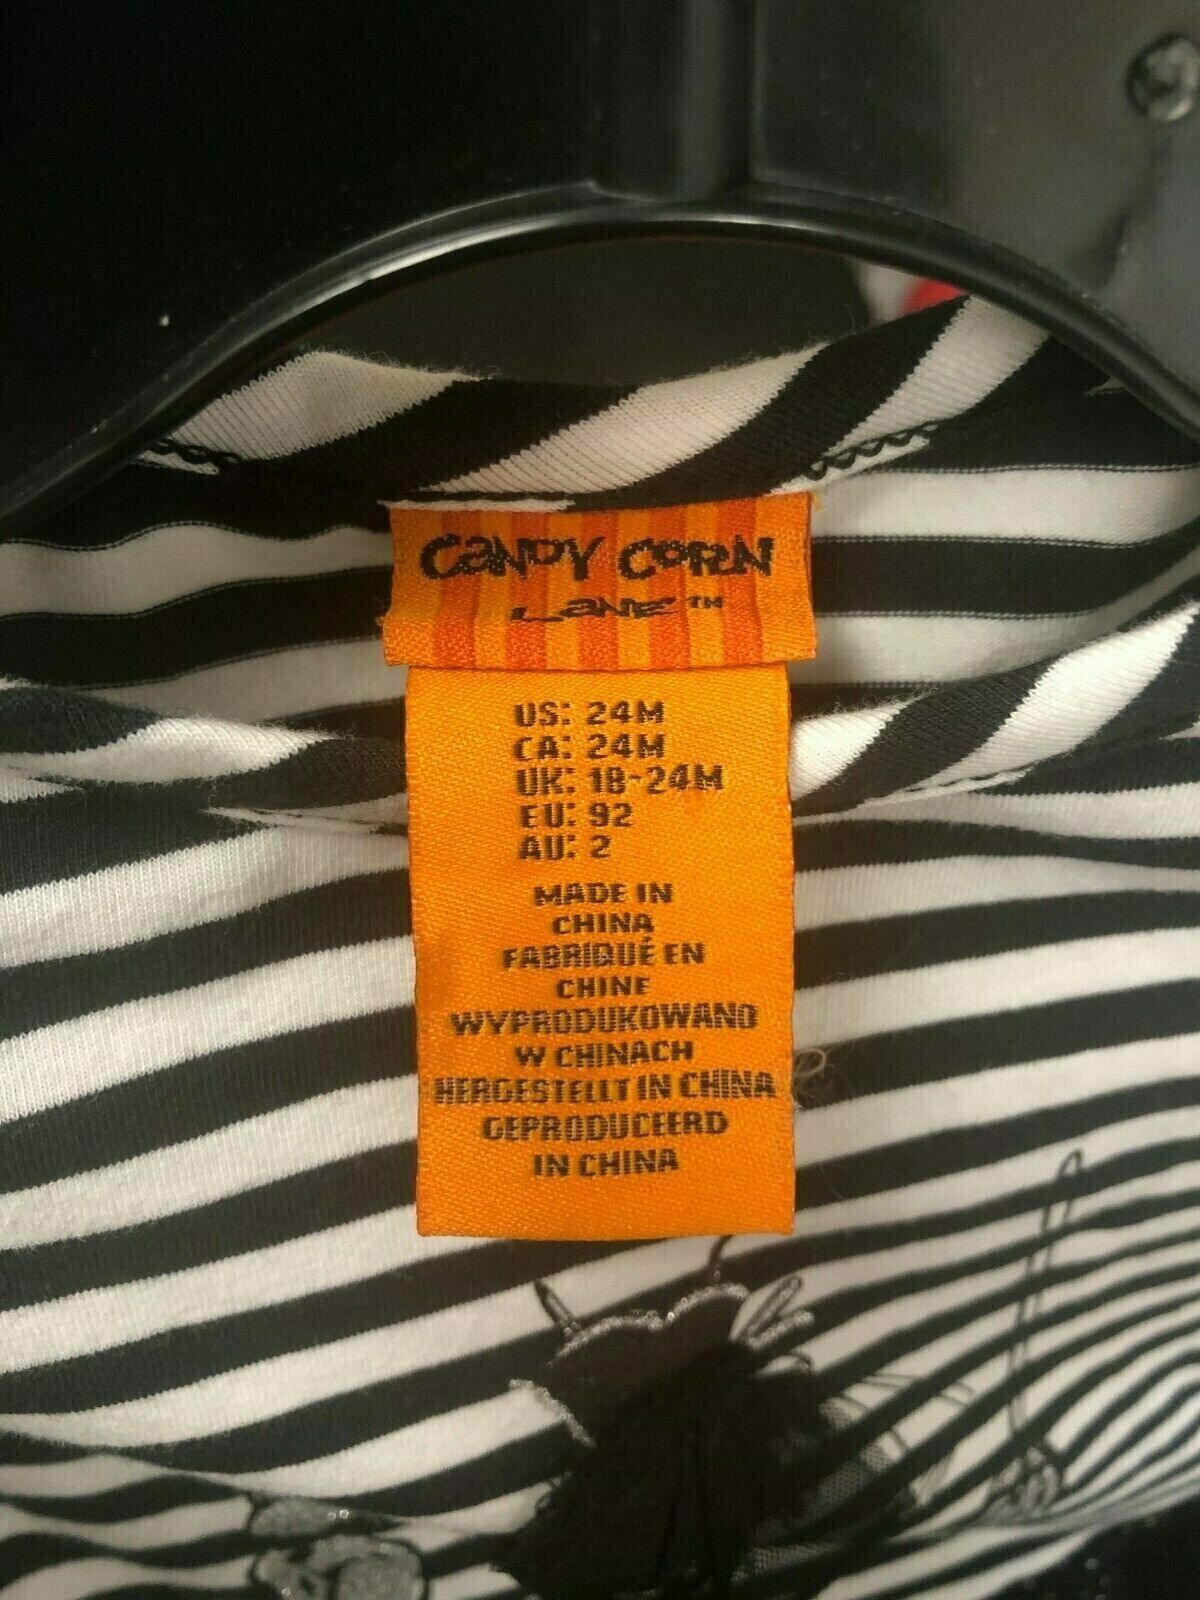 CANDY CORN
LANE™
US: 24M
CA: 24M
UK: 18-24M
EU: 92
AU: 2
MADE IN
CHINA
FABRIQUÉ EN
CHINE
WYPRODUKOWANO
W CHINACH
HERGESTELLT IN CHINA
GEPRODUCEERD
IN CHINA